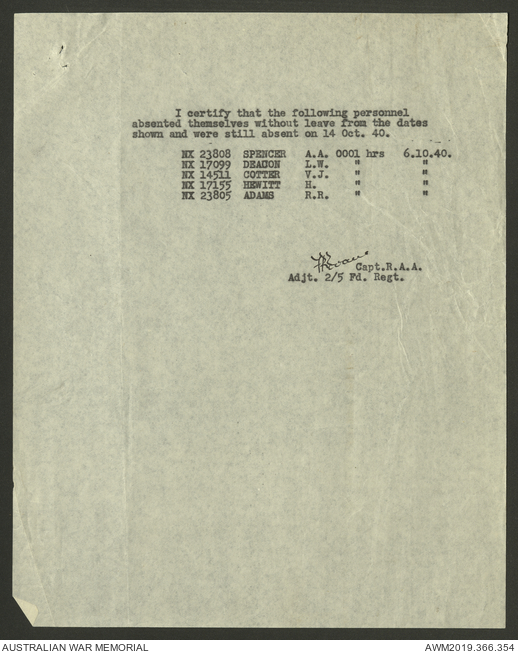 I certify that the following personnel
absented themselves without leave from the dates
shown and were still absent on 14 Oct. 40.
NX 23808 SPENCER A.A. 0001 hrs 6.10.40.
NX 17099 DEACON L.W. " "
NX 14511 COTTER V.J. " "
NX 17155 HEWITT H. " "
NX 23805 ADAMS R.R. " "
Capt.R.A.A.
Adjt. 2/5 Fd. Regt.
AUSTRALIAN WAR MEMORIAL AWM2019.366.354